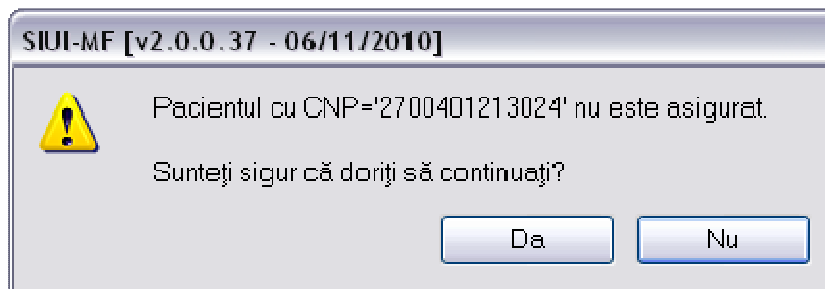 SIUI-MF [v2.0.0.37 - 06/11/2010]
Pacientul cu CNP='2700401213024' nu este asigurat.
Sunteţi sigur că doriţi să continuaţi?
Da
Nu